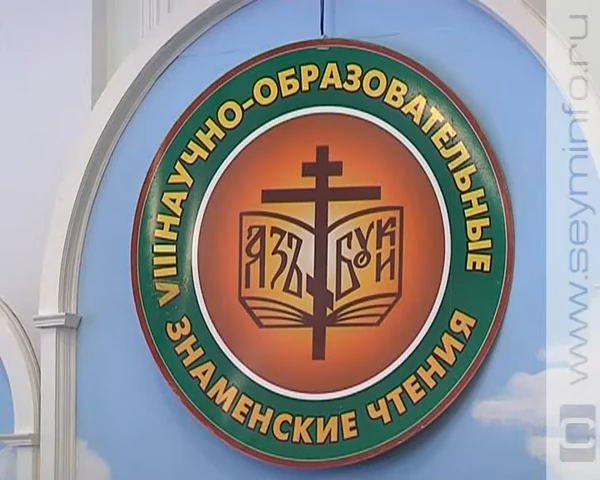 VIII НАУЧНО-ОБРАЗОВАТЕЛЬНЫЕ
ЗНАМЕНСКИЕ ЧТЕНИЯ
АЗЪ
БУКИ
www.seyminfo.ru